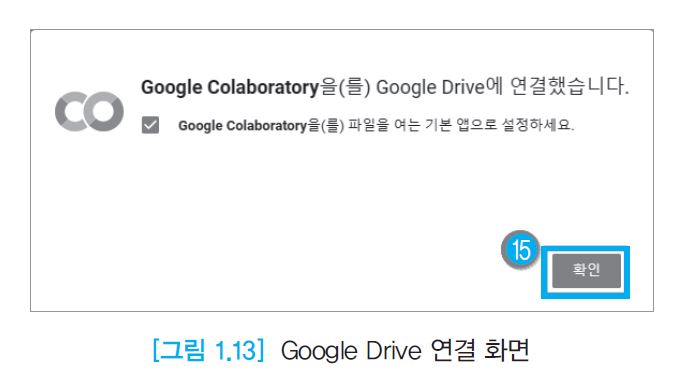 Google Colaboratory을(를) Google Drive에 연결했습니다.
Google Colaboratory을(를) 파일을 여는 기본 앱으로 설정하세요.
15
확인
[그림 1.13] Google Drive 연결 화면